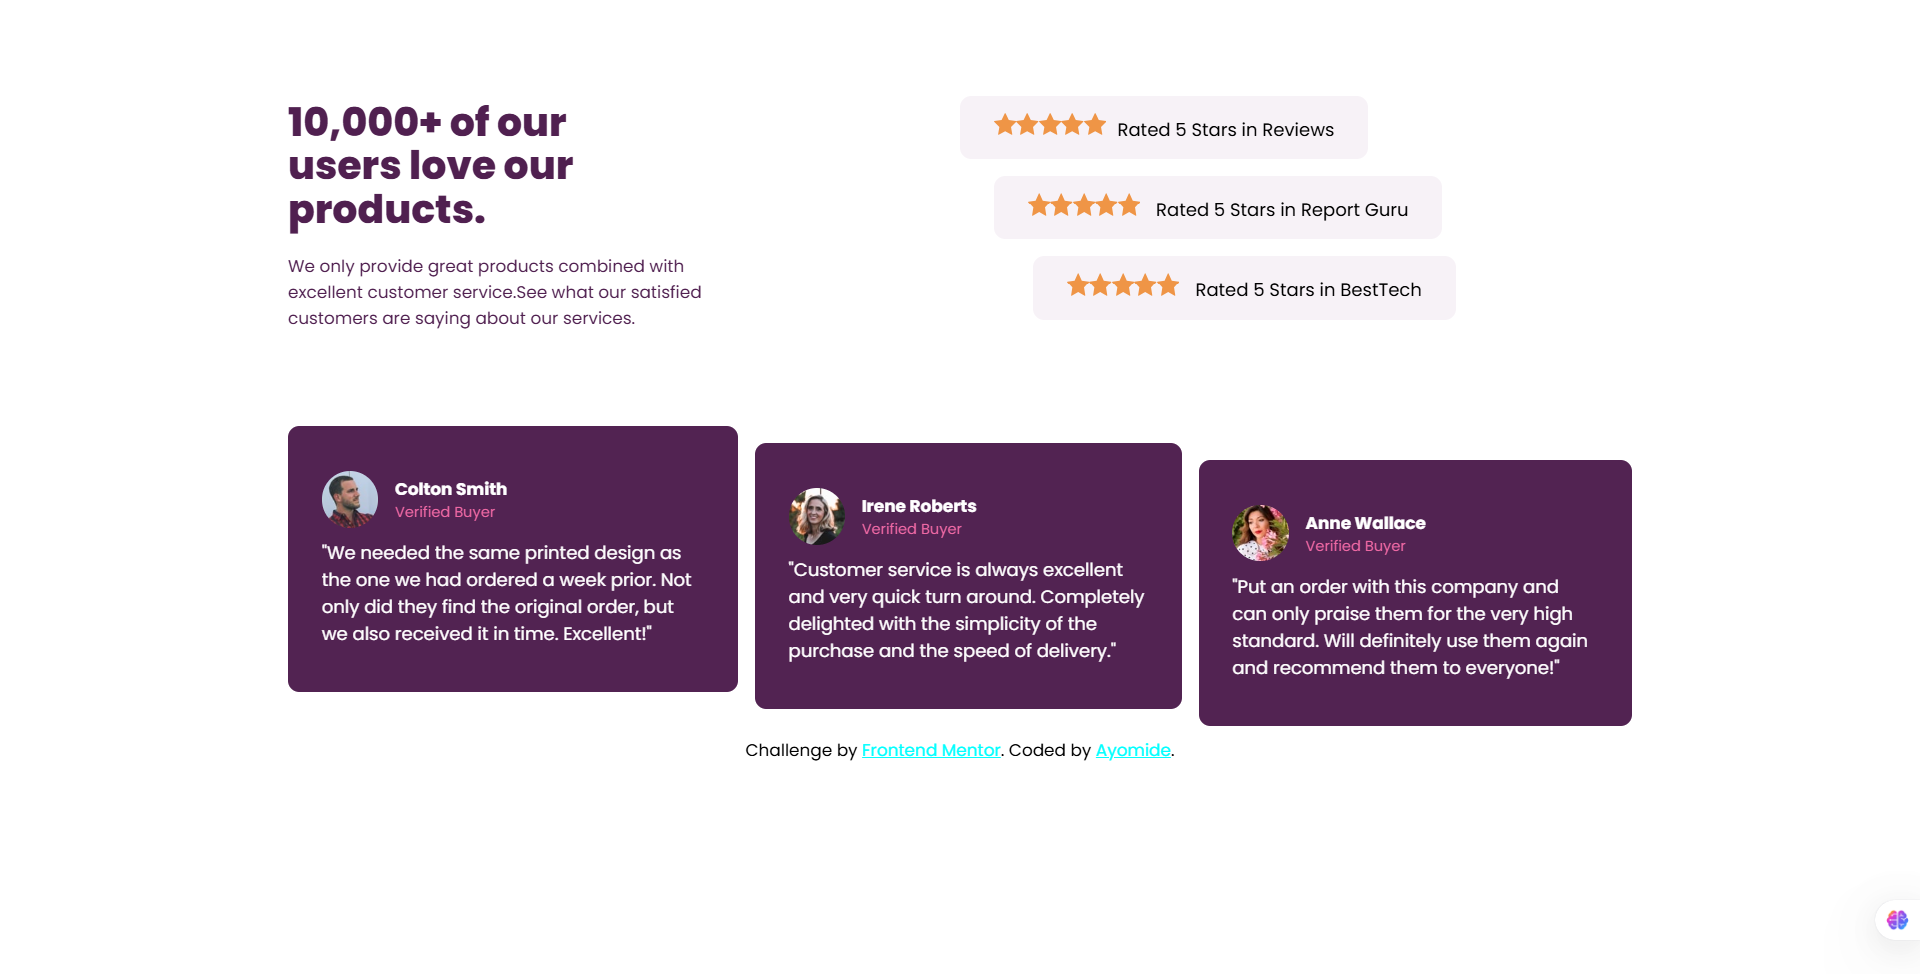 10,000+ of our
users love our
products.
We only provide great products combined with
excellent customer service.See what our satisfied
customers are saying about our services.
Rated 5 Stars in Reviews
Rated 5 Stars in Report Guru
Rated 5 Stars in BestTech
Colton Smith
Verified Buyer
"We needed the same printed design as
the one we had ordered a week prior. Not
only did they find the original order, but
we also received it in time. Excellent!"
Irene Roberts
Verified Buyer
"Customer service is always excellent
and very quick turn around. Completely
delighted with the simplicity of the
purchase and the speed of delivery."
Anne Wallace
Verified Buyer
"Put an order with this company and
can only praise them for the very high
standard. Will definitely use them again
and recommend them to everyone!"
Challenge by Frontend Mentor. Coded by Ayomide.